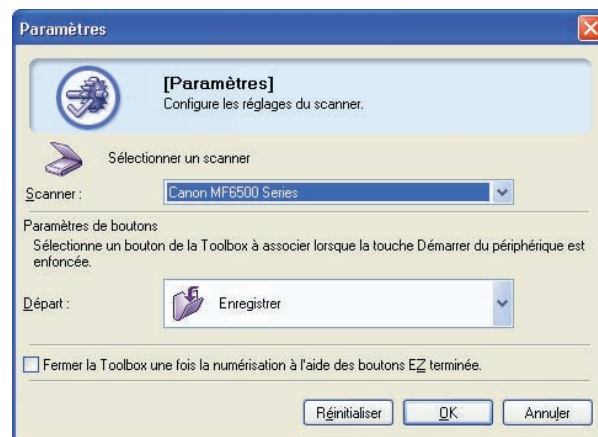 Paramètres
[Paramètres]
Configure les réglages du scanner.
Sélectionner un scanner
Scanner :
Canon MF6500 Series
Paramètres de boutons
Sélectionne un bouton de la Toolbox à associer lorsque la touche Démarrer du périphérique est
enfoncée.
Départ :
Enregistrer
Fermer la Toolbox une fois la numérisation à l'aide des boutons EZ terminée.
Réinitialiser
OK
Annuler